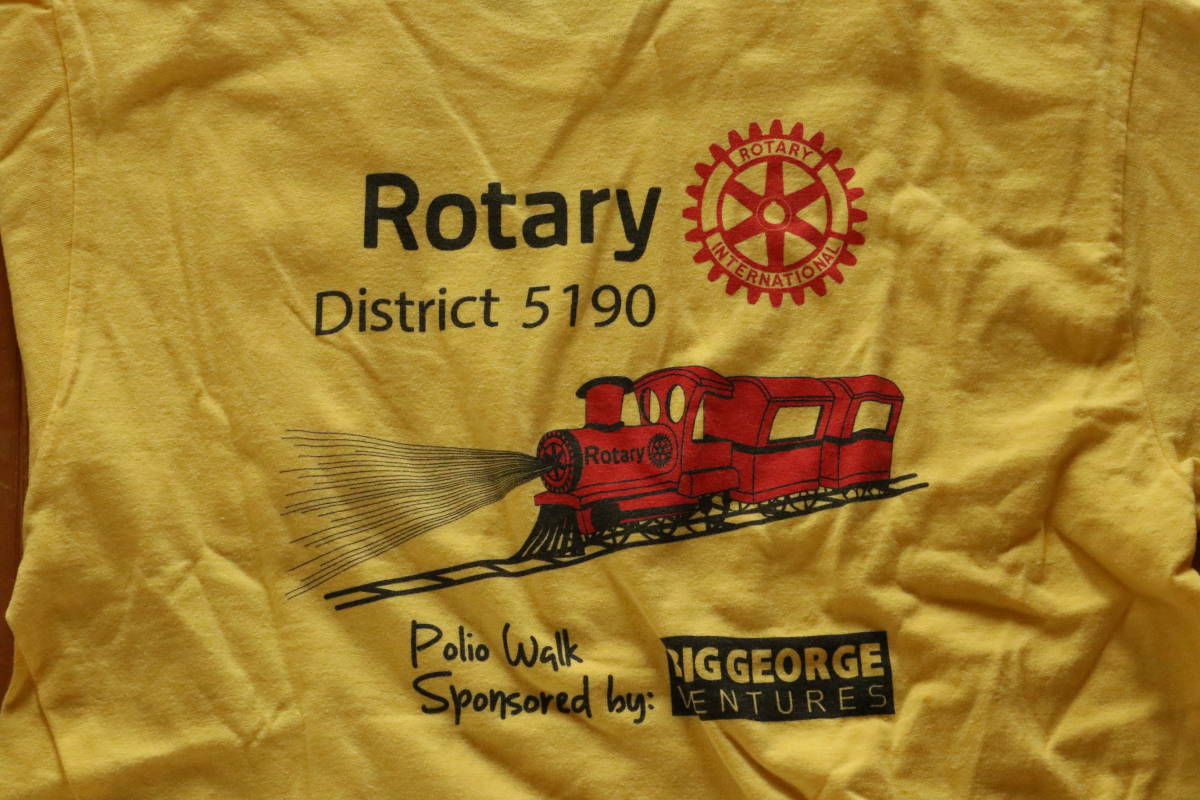 Rotary
ROTARY
INTERNATIONAL
District 5190
Rotary
Polio Walk
Sponsored by:
BIG GEORGE
VENTURES